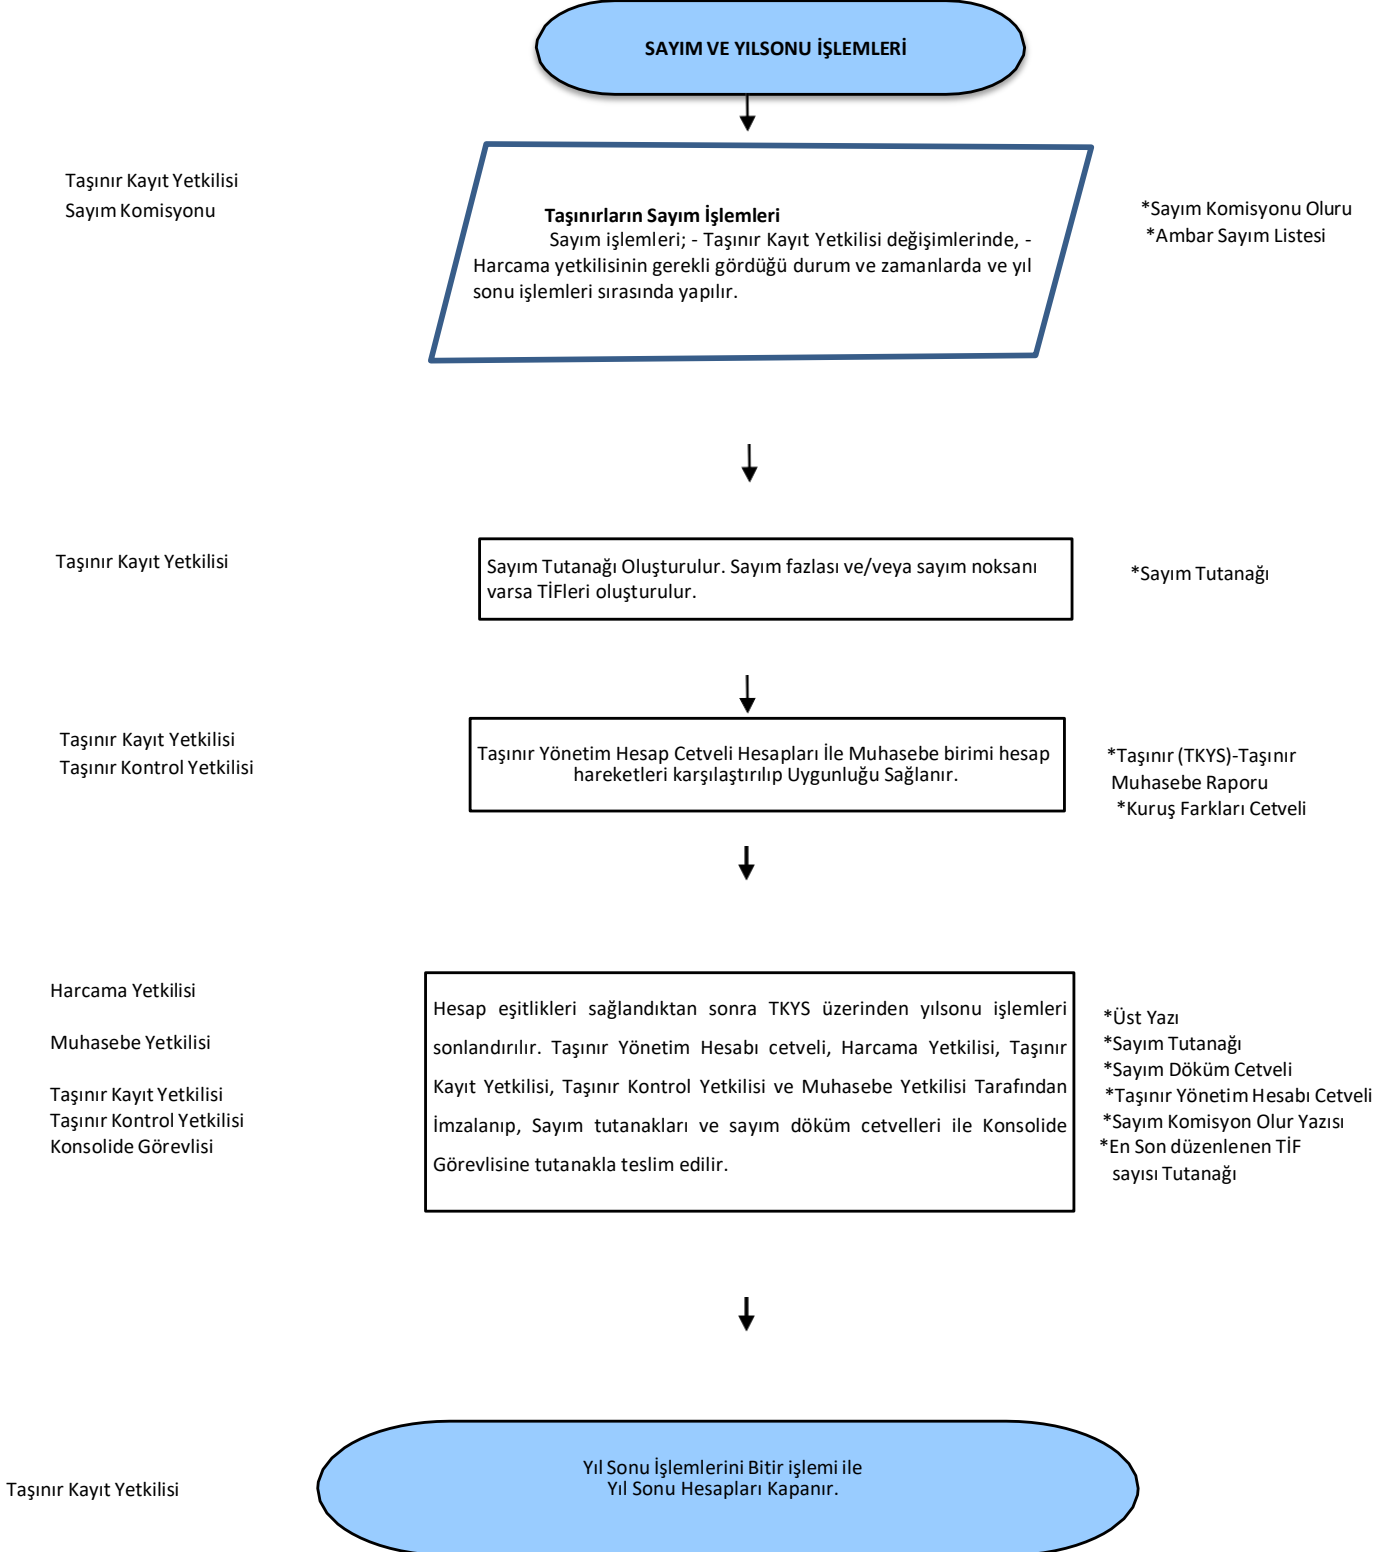 SAYIM VE YILSONU İŞLEMLERİ
Taşınır Kayıt Yetkilisi
Sayım Komisyonu
Taşınırların Sayım İşlemleri
Sayım işlemleri; - Taşınır Kayıt Yetkilisi değişimlerinde, -
Harcama yetkilisinin gerekli gördüğü durum ve zamanlarda ve yıl
sonu işlemleri sırasında yapılır.
*Sayım Komisyonu Oluru
*Ambar Sayım Listesi
Taşınır Kayıt Yetkilisi
Sayım Tutanağı Oluşturulur. Sayım fazlası ve/veya sayım noksanı
varsa TİFleri oluşturulur.
*Sayım Tutanağı
Taşınır Kayıt Yetkilisi
Taşınır Kontrol Yetkilisi
Taşınır Yönetim Hesap Cetveli Hesapları İle Muhasebe birimi hesap
hareketleri karşılaştırılıp Uygunluğu Sağlanır.
*Taşınır (TKYS)-Taşınır
Muhasebe Raporu
*Kuruş Farkları Cetveli
Harcama Yetkilisi
Muhasebe Yetkilisi
Taşınır Kayıt Yetkilisi
Taşınır Kontrol Yetkilisi
Konsolide Görevlisi
Hesap eşitlikleri sağlandıktan sonra TKYS üzerinden yılsonu işlemleri
sonlandırılır. Taşınır Yönetim Hesabı cetveli, Harcama Yetkilisi, Taşınır
Kayıt Yetkilisi, Taşınır Kontrol Yetkilisi ve Muhasebe Yetkilisi Tarafından
İmzalanıp, Sayım tutanakları ve sayım döküm cetvelleri ile Konsolide
Görevlisine tutanakla teslim edilir.
*Üst Yazı
*Sayım Tutanağı
*Sayım Döküm Cetveli
*Taşınır Yönetim Hesabı Cetveli
*Sayım Komisyon Olur Yazısı
*En Son düzenlenen TİF
sayısı Tutanağı
Taşınır Kayıt Yetkilisi
Yıl Sonu İşlemlerini Bitir işlemi ile
Yıl Sonu Hesapları Kapanır.